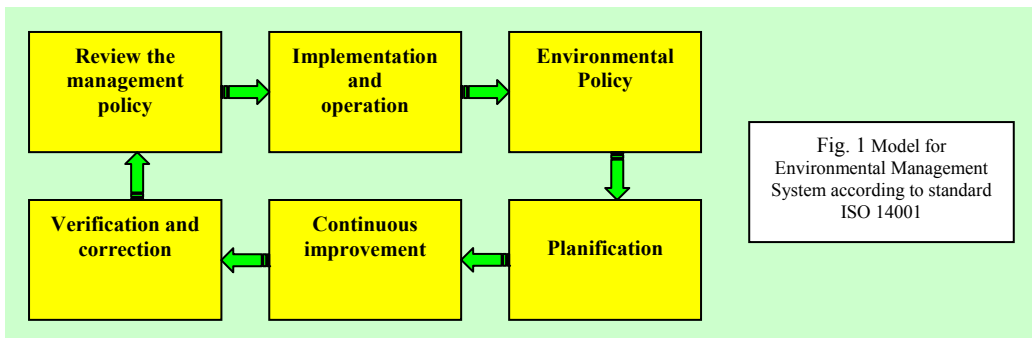 Review the
management
policy
Implementation
and
operation
Environmental
Policy
Fig. 1 Model for
Environmental Management
System according to standard
ISO 14001
Verification and
correction
Continuous
improvement
Planification